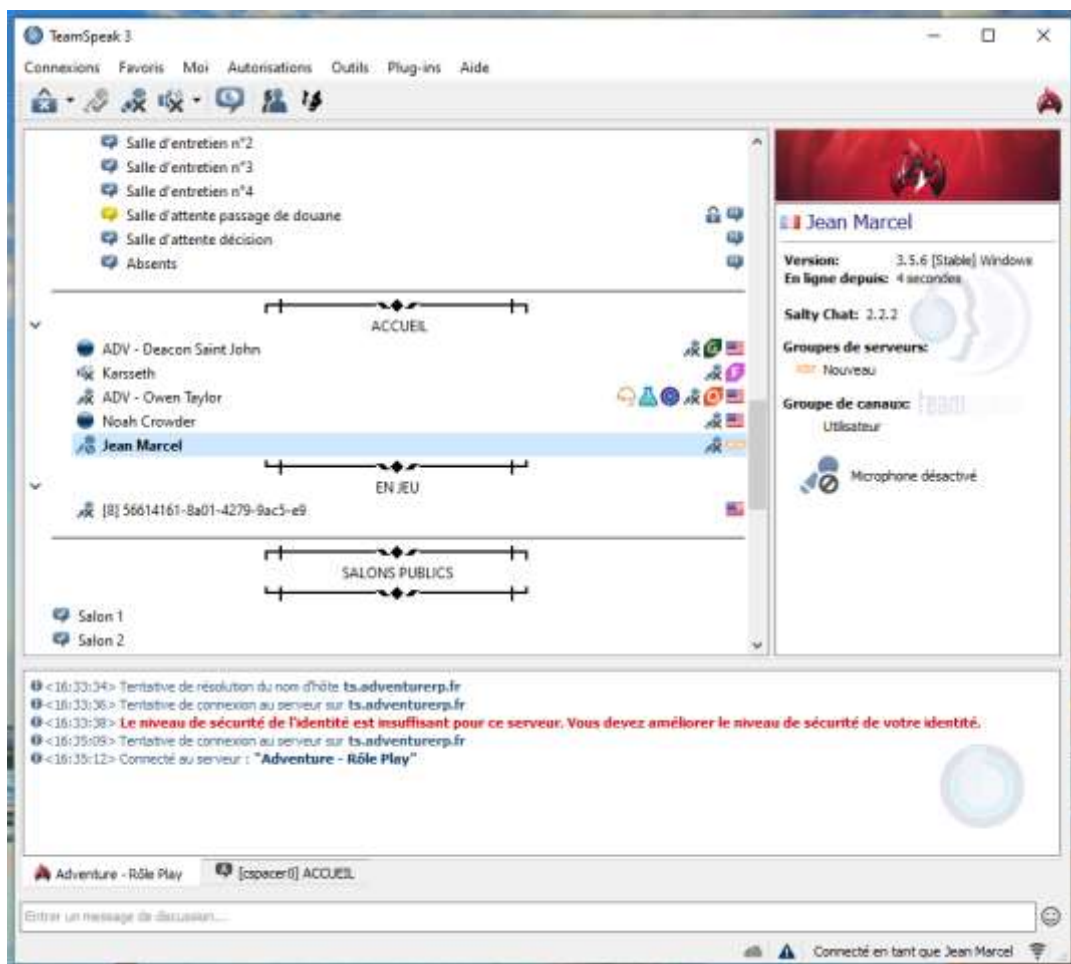 TeamSpeak 3
Connexions Favoris Moi Autorisations Outils Plug-ins Aide
Salle d'entretien n°2
Salle d'entretien n°3
Salle d'entretien n°4
Salle d'attente passage de douane
Salle d'attente décision
Absents
ACCUEIL
ADV - Deacon Saint John
Karsseth
ADV - Owen Taylor
Noah Crowder
Jean Marcel
EN JEU
[8] 56614161-8a01-4279-9ac5-e9
SALONS PUBLICS
Salon 1
Salon 2
Jean Marcel
Version: 3.5.6 [Stable] Windows
En ligne depuis: 4 secondes
Salty Chat: 2.2.2
Groupes de serveurs:
Nouveau
Groupe de canaux:
Utilisateur
Microphone désactivé
<16:33:34> Tentative de résolution du nom d'hôte ts.adventurerp.fr
<16:33:36> Tentative de connexion au serveur sur ts.adventurerp.fr
<16:33:38> Le niveau de sécurité de l'identité est insuffisant pour ce serveur. Vous devez améliorer le niveau de sécurité de votre identité.
<16:35:09> Tentative de connexion au serveur sur ts.adventurerp.fr
<16:35:12> Connecté au serveur : "Adventure - Rôle Play"
Adventure - Rôle Play [cspacer0] ACCUEIL
Entrer un message de discussion...
Connecté en tant que Jean Marcel